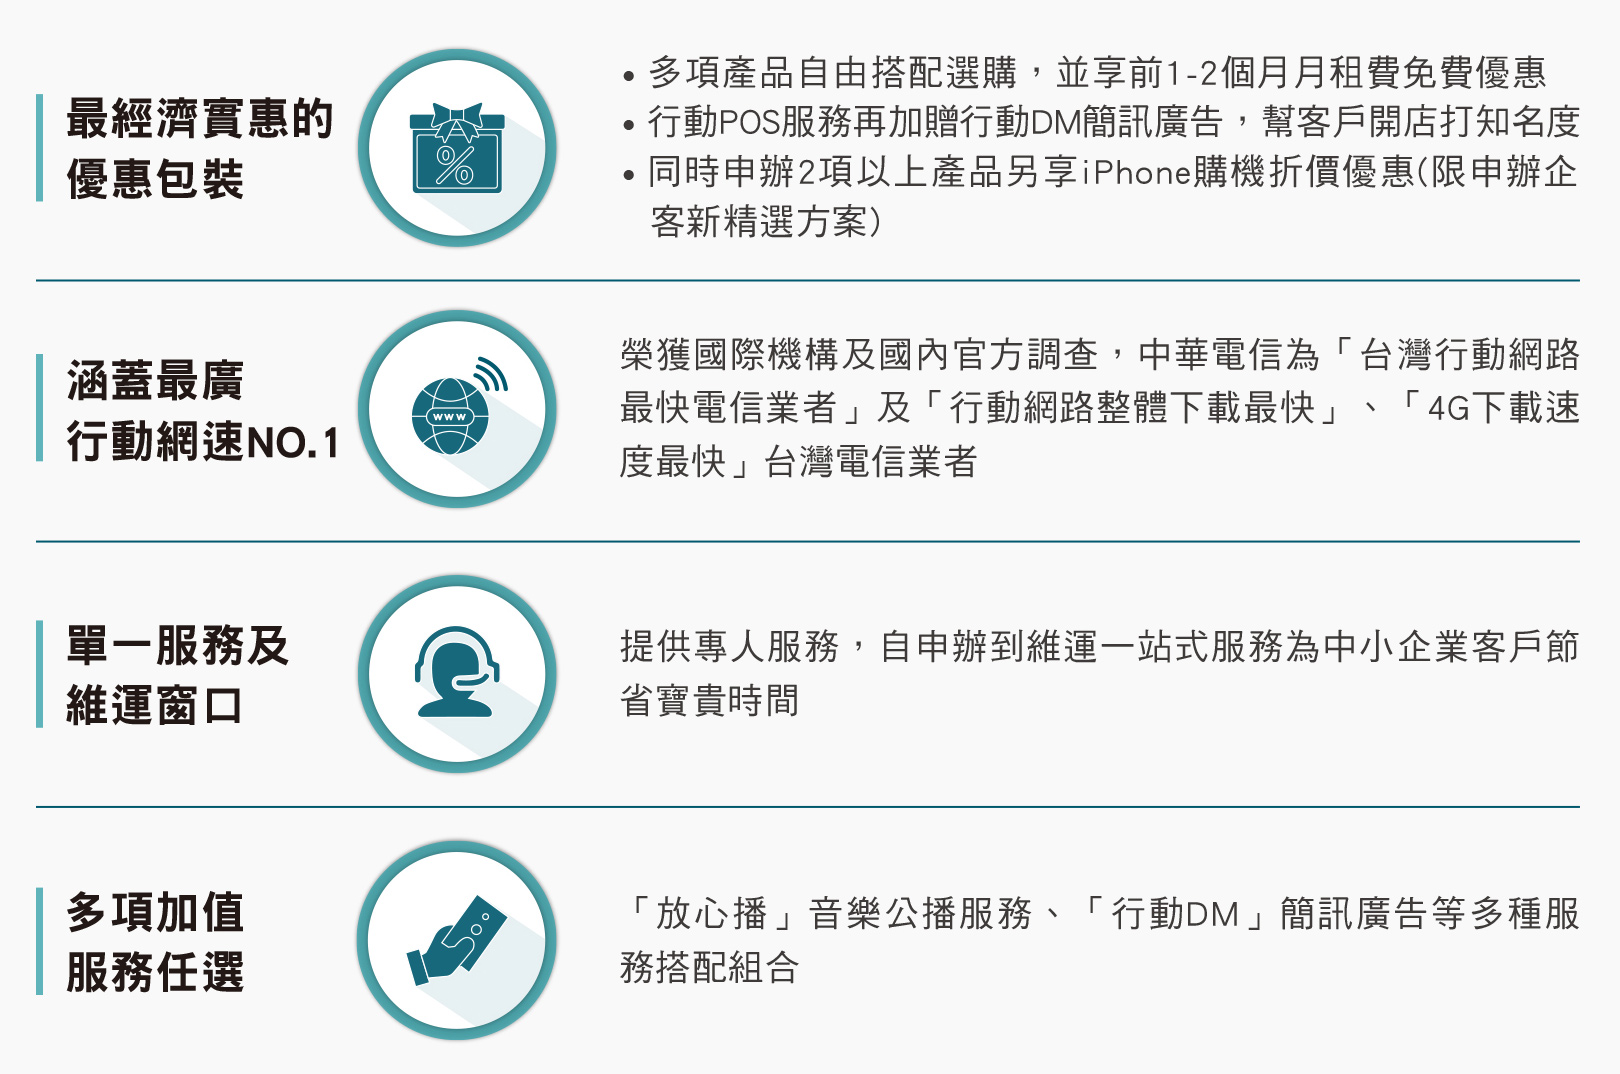 最經濟實惠的
優惠包裝
• 多項產品自由搭配選購，並享前1-2個月月租費免費優惠
• 行動POS服務再加贈行動DM簡訊廣告，幫客戶開店打知名度
• 同時申辦2項以上產品另享iPhone購機折價優惠(限申辦企
客新精選方案)
涵蓋最廣
行動網速NO.1
WWW
榮獲國際機構及國內官方調查，中華電信為「台灣行動網路
最快電信業者」及「行動網路整體下載最快」、「4G下載速
度最快」台灣電信業者
單一服務及
維運窗口
提供專人服務，自申辦到維運一站式服務為中小企業客戶節
省寶貴時間
多項加值
服務任選
「放心播」音樂公播服務、「行動DM」簡訊廣告等多種服
務搭配組合